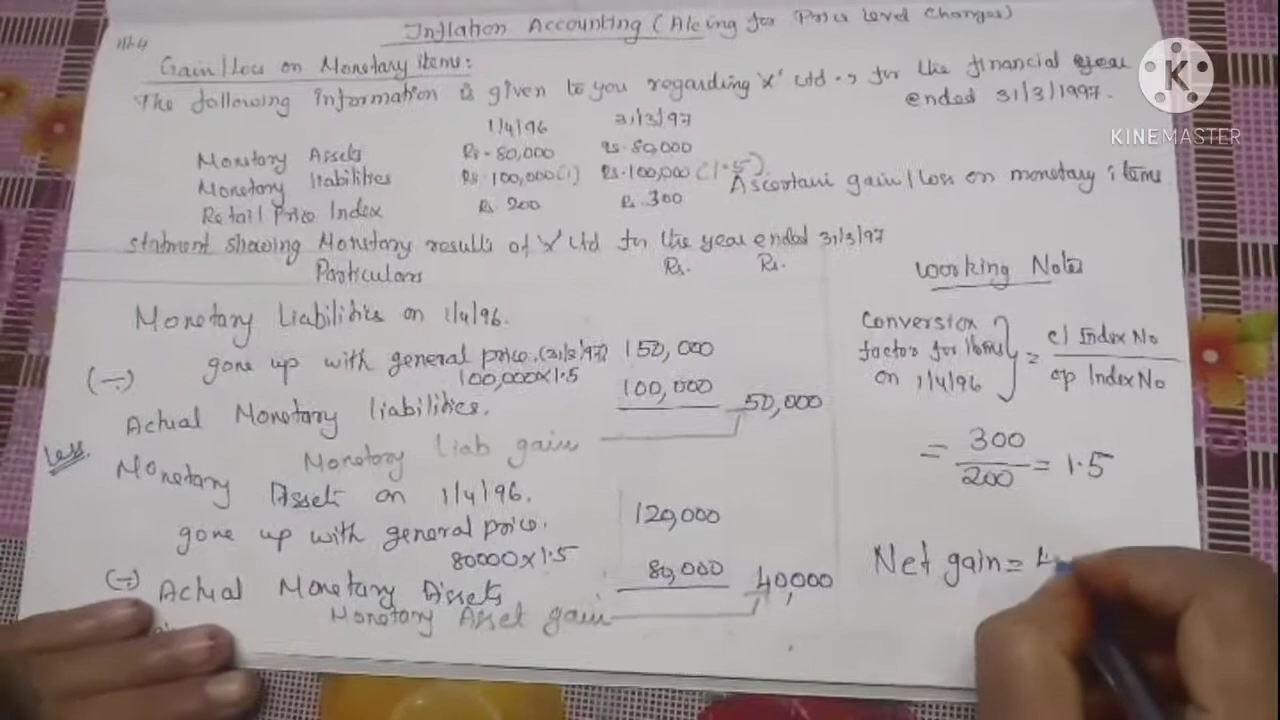 Inflation Accounting (A/cing for Price Level Changes)
Gain/Loss on Monetary items:
The following information is given to you regarding 'X' Ltd., for the financial year
ended 31/3/1997.
1/4/96 31/3/97
Monetary Assets Rs. 80,000 Rs. 80,000
Monetary liabilities Rs. 100,000 (1) Rs. 100,000 (1.5)
Retail Price Index Rs 200 Rs. 300
Ascertain gain/loss on monetary items
statment showing Monitary results of 'X' Ltd for the year ended 31/3/97
Particulars Rs. Rs.
Monetary Liabilities on 1/4/96.
gone up with general price. (31/3/97) 150,000
100,000 x 1.5
(-) Actual Monetary liabilities. 100,000 50,000
Monetary Liab gain
Less Monetary Assets on 1/4/96.
gone up with general price. 120,000
80000 x 1.5
(-) Actual Monetary Assets 80,000 40,000
Monetary Asset gain
Working Notes
Conversion factor for items on 1/4/96 } = cl Index No / op Index No
= 300 / 200 = 1.5
Net gain =
K
KINEMASTER